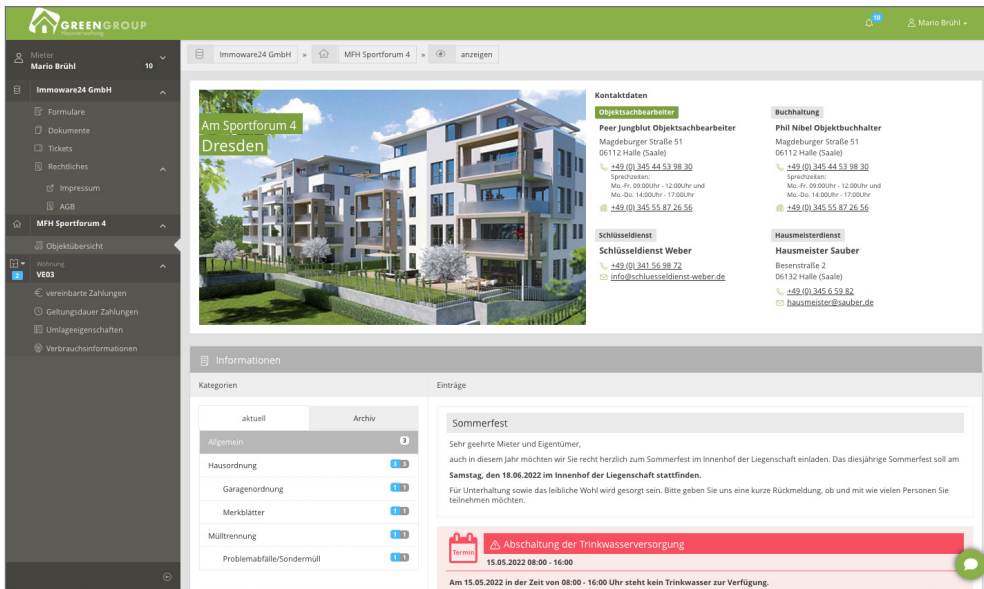 GREENGROUP
Hausverwaltung
10
Mario Brühl
Mieter
Mario Brühl
10
Immoware24 GmbH
Formulare
Dokumente
Tickets
Rechtliches
Impressum
AGB
MFH Sportforum 4
Objektübersicht
Wohnung
VE03
2
vereinbarte Zahlungen
Geltungsdauer Zahlungen
Umlageeigenschaften
Verbrauchsinformationen
Immoware24 GmbH » MFH Sportforum 4 » anzeigen
Am Sportforum 4
Dresden
Kontaktdaten
Objektsachbearbeiter
Peer Jungblut Objektsachbearbeiter
Magdeburger Straße 51
06112 Halle (Saale)
+49 (0) 345 44 53 98 30
Sprechzeiten:
Mo.-Fr. 09:00Uhr - 12:00Uhr und
Mo.-Do. 14:00Uhr - 17:00Uhr
+49 (0) 345 55 87 26 56
Buchhaltung
Phil Nibel Objektbuchhalter
Magdeburger Straße 51
06112 Halle (Saale)
+49 (0) 345 44 53 98 30
Sprechzeiten:
Mo.-Fr. 09:00Uhr - 12:00Uhr und
Mo.-Do. 14:00Uhr - 17:00Uhr
+49 (0) 345 55 87 26 56
Schlüsseldienst
Schlüsseldienst Weber
+49 (0) 341 56 98 72
info@schluesseldienst-weber.de
Hausmeisterdienst
Hausmeister Sauber
Besenstraße 2
06132 Halle (Saale)
+49 (0) 345 6 59 82
hausmeister@sauber.de
Informationen
Kategorien
aktuell Archiv
Allgemein 3
Hausordnung 3 3
Garagenordnung 1 1
Merkblätter 1 1
Mülltrennung 1 1
Problemabfälle/Sondermüll 1 1
Einträge
Sommerfest
Sehr geehrte Mieter und Eigentümer,
auch in diesem Jahr möchten wir Sie recht herzlich zum Sommerfest im Innenhof der Liegenschaft einladen. Das diesjährige Sommerfest soll am
Samstag, den 18.06.2022 im Innenhof der Liegenschaft stattfinden.
Für Unterhaltung sowie das leibliche Wohl wird gesorgt sein. Bitte geben Sie uns eine kurze Rückmeldung, ob und mit wie vielen Personen Sie
teilnehmen möchten.
Termin
Abschaltung der Trinkwasserversorgung
15.05.2022 08:00 - 16:00
Am 15.05.2022 in der Zeit von 08:00 - 16:00 Uhr steht kein Trinkwasser zur Verfügung.